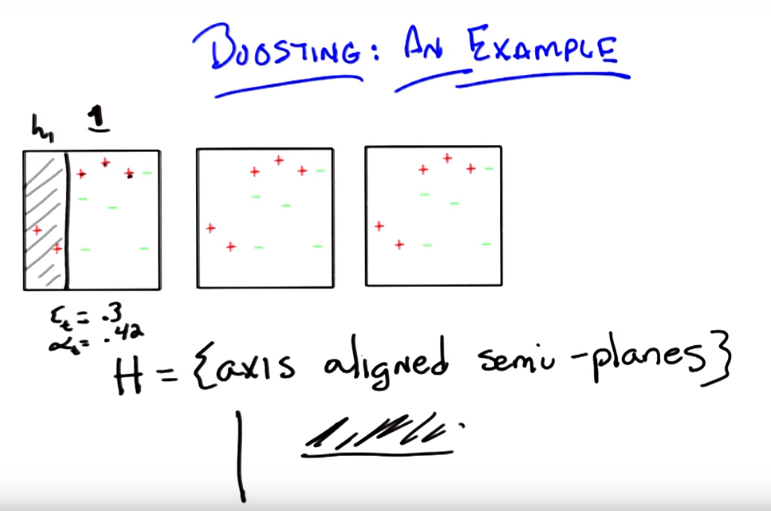 BOOSTING: AN EXAMPLE
h₁ 1
εₜ = .3
αₜ = .42
H = {axis aligned semi-planes}